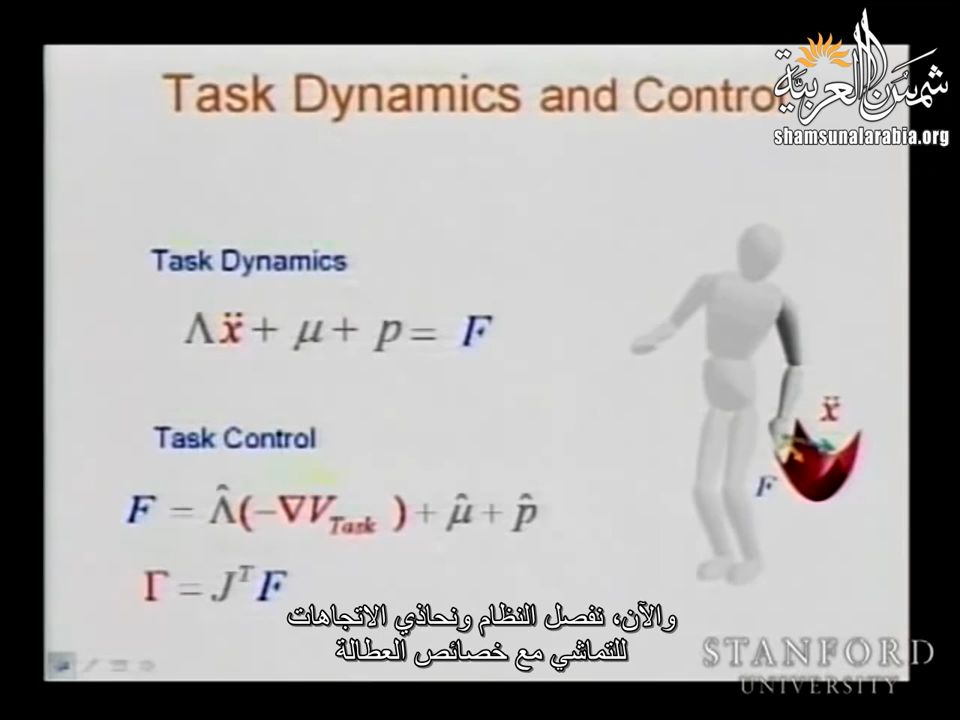 Task Dynamics and Control
شمس العربية
shamsunalarabia.org
Task Dynamics
Λẍ + μ + p = F
Task Control
F = Λ̂(−∇V_Task) + μ̂ + p̂
Γ = J^T F
ẍ
F
والآن، نفصل النظام ونحاذي الاتجاهات
للتماشي مع خصائص العطالة
STANFORD
UNIVERSITY